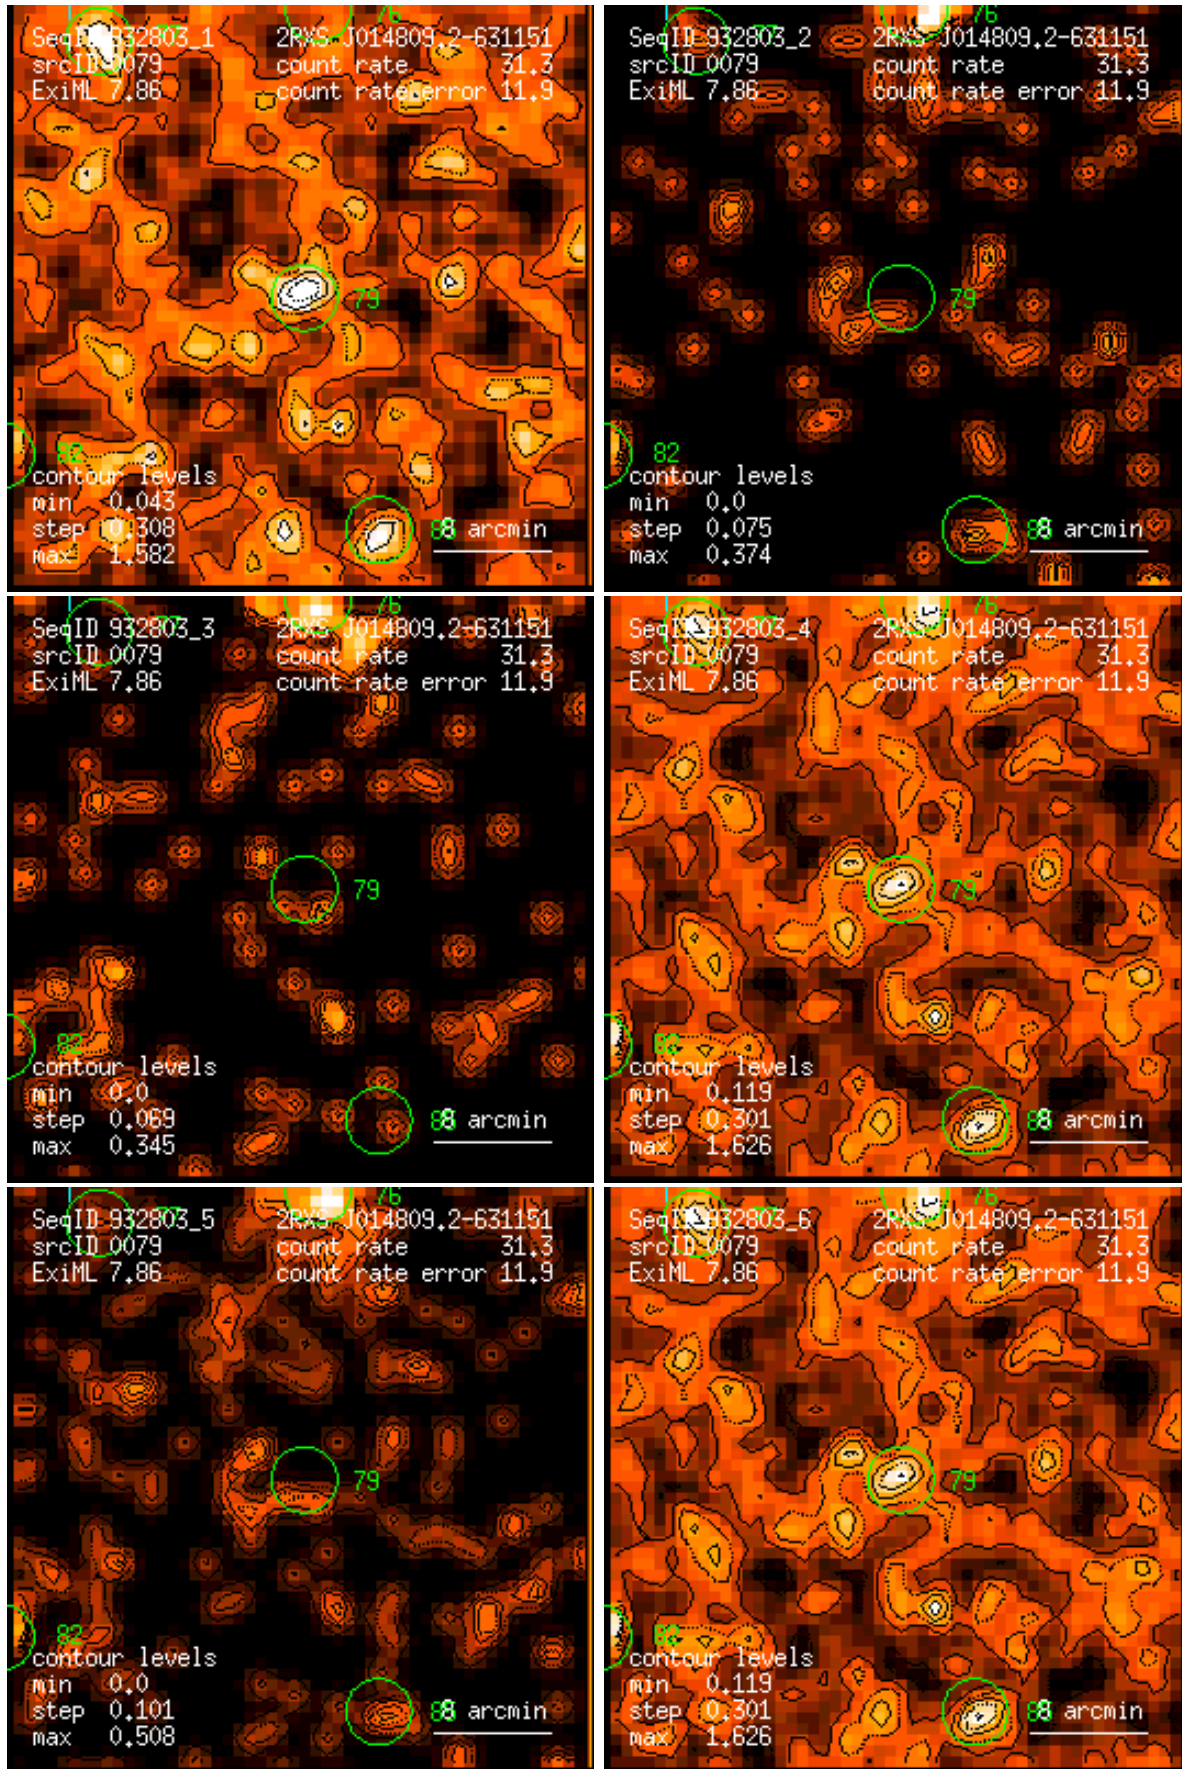 76
77
SeqID 932803_1 2RXS J014809.2-631151
srcID 0079 count rate 31.3
ExiML 7.86 count rate error 11.9
79
82
contour levels
min 0.043
step 0.308 8 arcmin
max 1.582
76
77
SeqID 932803_2 2RXS J014809.2-631151
srcID 0079 count rate 31.3
ExiML 7.86 count rate error 11.9
79
82
contour levels
min 0.0
step 0.075 8 arcmin
max 0.374
76
77
SeqID 932803_3 2RXS J014809.2-631151
srcID 0079 count rate 31.3
ExiML 7.86 count rate error 11.9
79
82
contour levels
min 0.0
step 0.069 8 arcmin
max 0.345
76
77
SeqID 932803_4 2RXS J014809.2-631151
srcID 0079 count rate 31.3
ExiML 7.86 count rate error 11.9
79
82
contour levels
min 0.119
step 0.301 8 arcmin
max 1.626
76
77
SeqID 932803_5 2RXS J014809.2-631151
srcID 0079 count rate 31.3
ExiML 7.86 count rate error 11.9
79
82
contour levels
min 0.0
step 0.101 8 arcmin
max 0.508
76
77
SeqID 932803_6 2RXS J014809.2-631151
srcID 0079 count rate 31.3
ExiML 7.86 count rate error 11.9
79
82
contour levels
min 0.119
step 0.301 8 arcmin
max 1.626